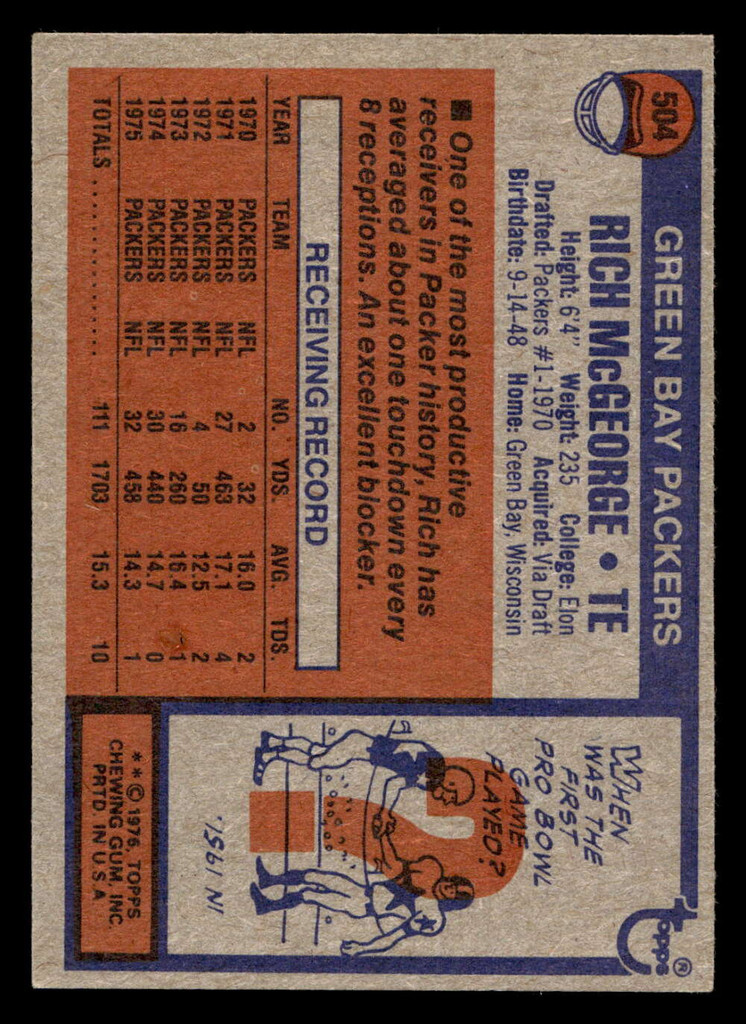 504
GREEN BAY PACKERS
RICH McGEORGE • TE
Height: 6'4" Weight: 235 College: Elon
Drafted: Packers #1-1970 Acquired: Via Draft
Birthdate: 9-14-48 Home: Green Bay, Wisconsin
■ One of the most productive
receivers in Packer history, Rich has
averaged about one touchdown every
8 receptions. An excellent blocker.
RECEIVING RECORD
YEAR TEAM NO. YDS. AVG. TDS.
1970 PACKERS NFL 2 32 16.0 2
1971 PACKERS NFL 27 463 17.1 4
1972 PACKERS NFL 4 50 12.5 2
1973 PACKERS NFL 16 260 16.4 1
1974 PACKERS NFL 30 440 14.7 0
1975 PACKERS NFL 32 458 14.3 1
TOTALS .................. 111 1703 15.3 10
topps®
WHEN
WAS THE
FIRST
PRO BOWL
GAME
PLAYED?
?
IN 1951.
**© 1976, TOPPS
CHEWING GUM, INC.
PRTD. IN U.S.A